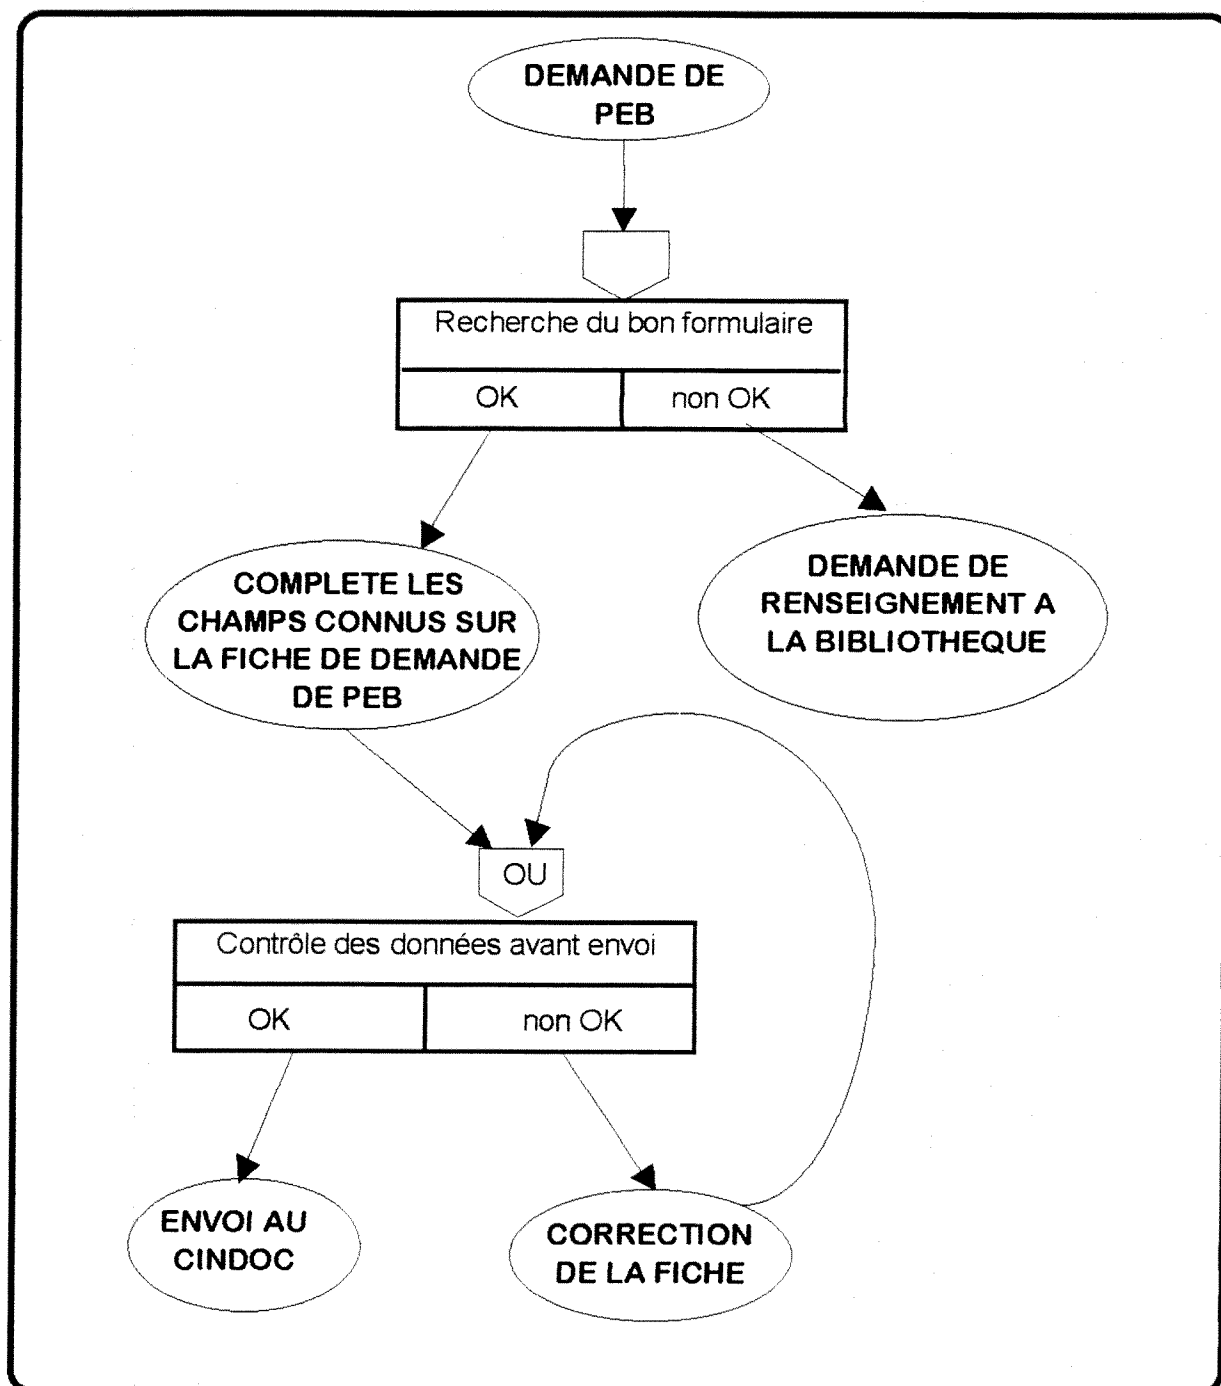 DEMANDE DE
PEB
Recherche du bon formulaire
OK
non OK
COMPLETE LES
CHAMPS CONNUS SUR
LA FICHE DE DEMANDE
DE PEB
DEMANDE DE
RENSEIGNEMENT A
LA BIBLIOTHEQUE
OU
Contrôle des données avant envoi
OK
non OK
ENVOI AU
CINDOC
CORRECTION
DE LA FICHE